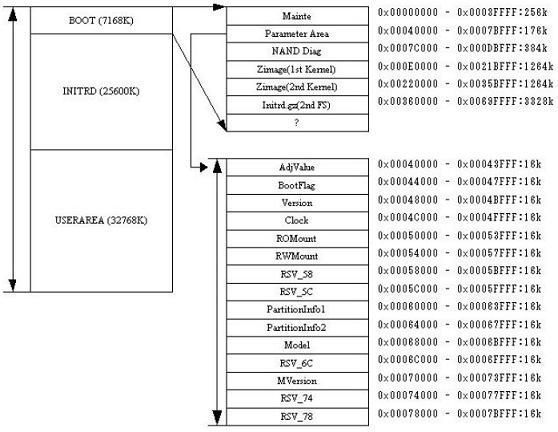 BOOT (7168K)
INITRD (25600K)
USERAREA (32768K)
Mainte 0x00000000 - 0x0003FFFF:256k
Parameter Area 0x00040000 - 0x0007BFFF:176k
NAND Diag 0x0007C000 - 0x000DBFFF:384k
Zimage(1st Kernel) 0x000E0000 - 0x0021BFFF:1264k
Zimage(2nd Kernel) 0x00220000 - 0x0035BFFF:1264k
Initrd.gz(2nd FS) 0x00360000 - 0x0069FFFF:3328k
?
AdjValue 0x00040000 - 0x00043FFF:16k
BootFlag 0x00044000 - 0x00047FFF:16k
Version 0x00048000 - 0x0004BFFF:16k
Clock 0x0004C000 - 0x0004FFFF:16k
ROMount 0x00050000 - 0x00053FFF:16k
RWMount 0x00054000 - 0x00057FFF:16k
RSV_58 0x00058000 - 0x0005BFFF:16k
RSV_5C 0x0005C000 - 0x0005FFFF:16k
PartitionInfo1 0x00060000 - 0x00063FFF:16k
PartitionInfo2 0x00064000 - 0x00067FFF:16k
Model 0x00068000 - 0x0006BFFF:16k
RSV_6C 0x0006C000 - 0x0006FFFF:16k
MVersion 0x00070000 - 0x00073FFF:16k
RSV_74 0x00074000 - 0x00077FFF:16k
RSV_78 0x00078000 - 0x0007BFFF:16k